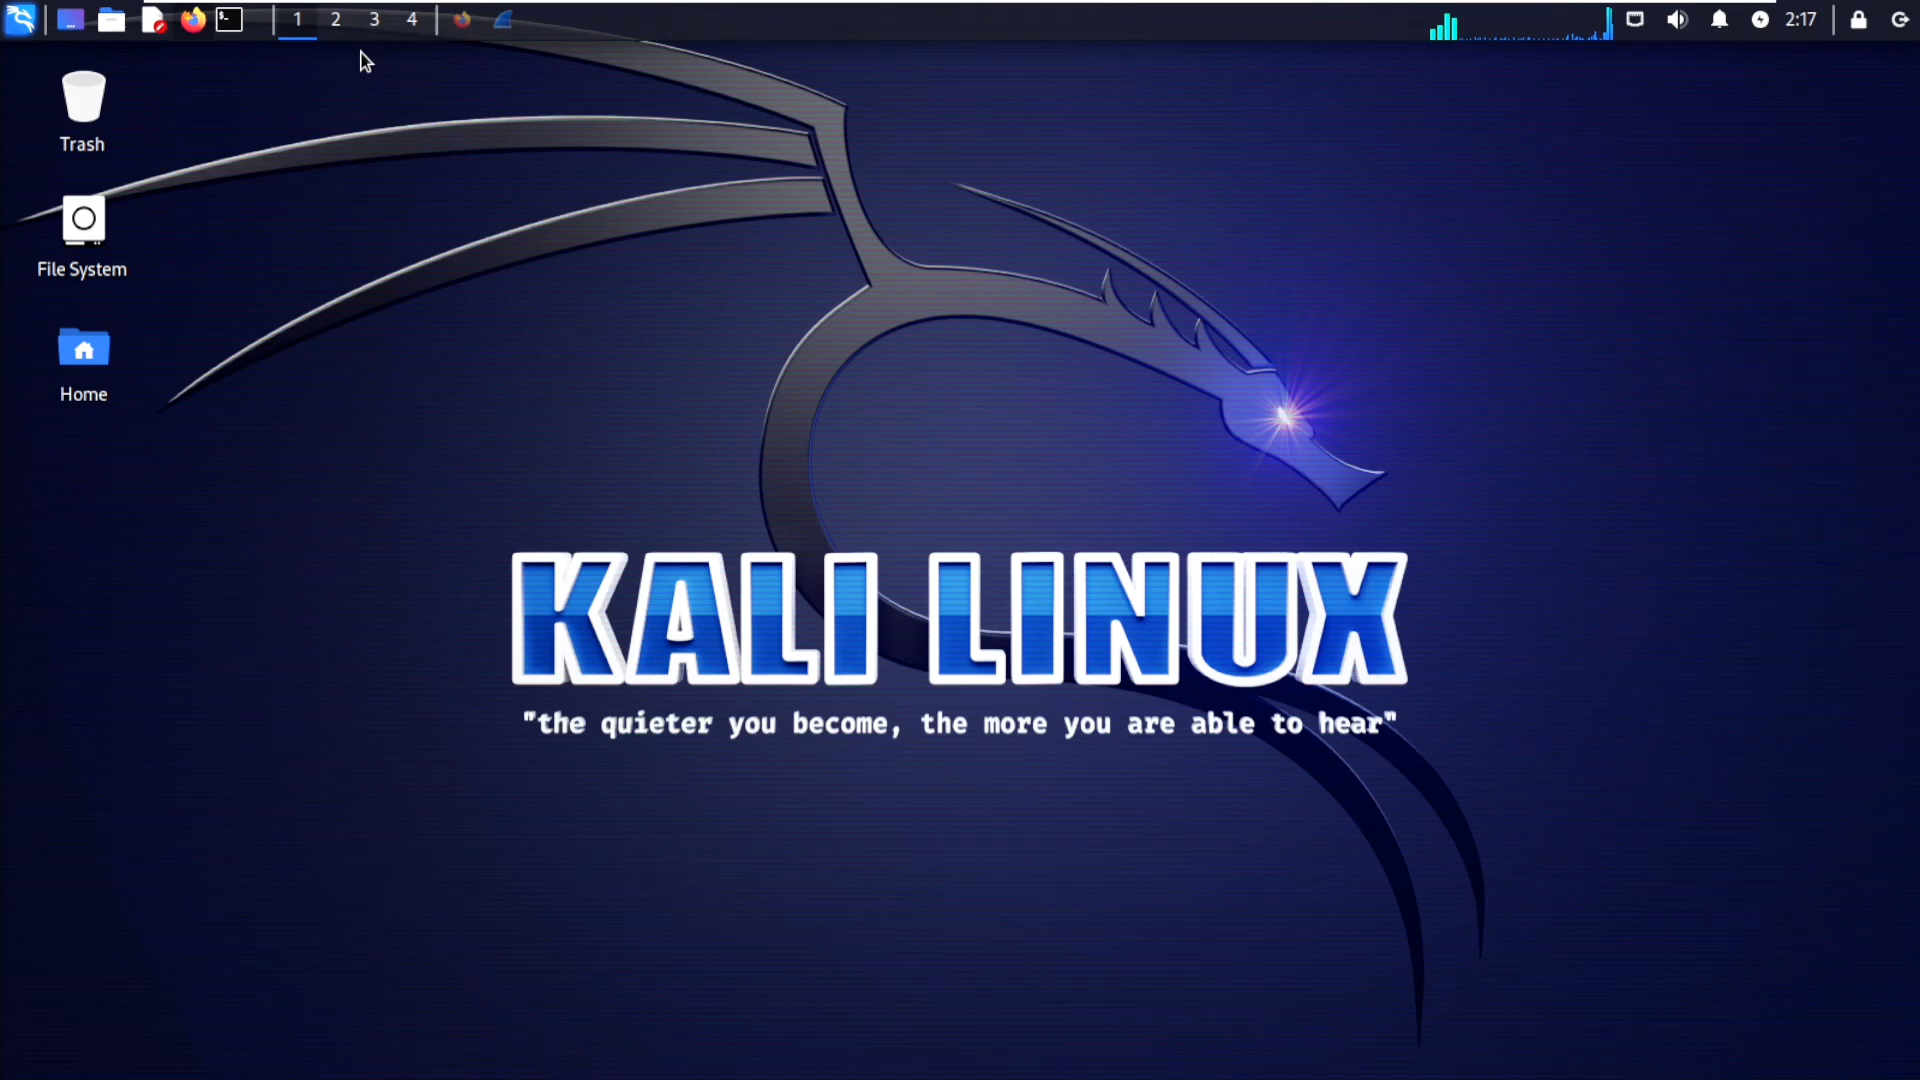 1 2 3 4 2:17
Trash
File System
Home
KALI LINUX
"the quieter you become, the more you are able to hear"